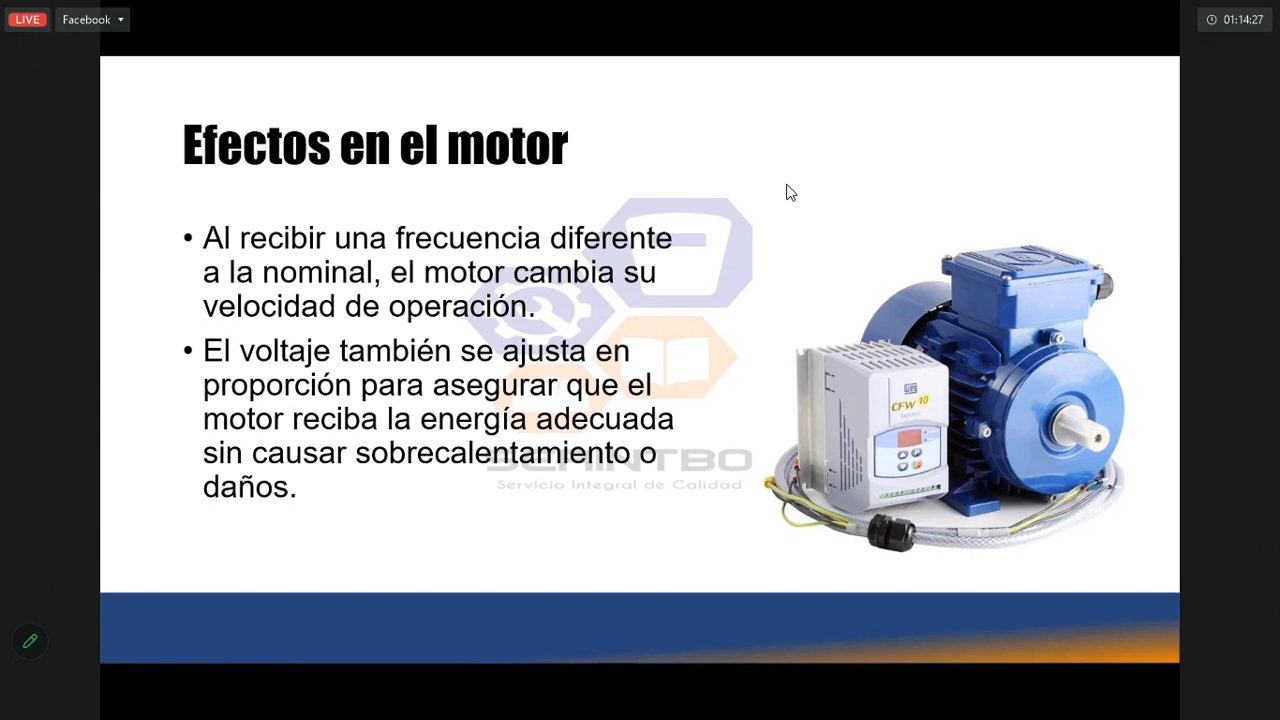 LIVE
Facebook
01:14:27
Efectos en el motor
• Al recibir una frecuencia diferente
a la nominal, el motor cambia su
velocidad de operación.
• El voltaje también se ajusta en
proporción para asegurar que el
motor reciba la energía adecuada
sin causar sobrecalentamiento o
daños.
Servicio Integral de Calidad
CFW 10